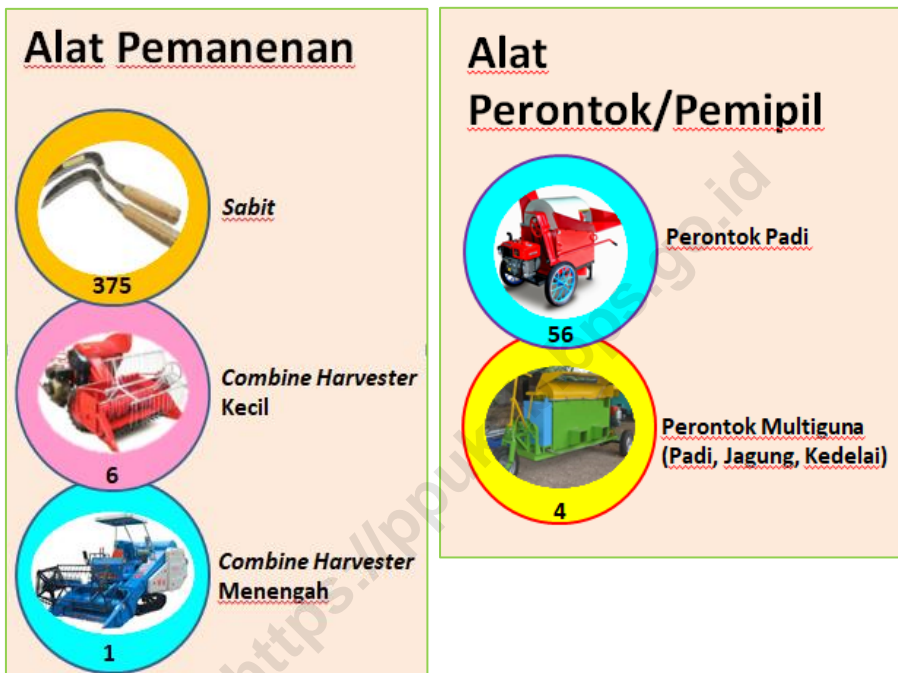 Alat Pemanenan
Sabit
375
Combine Harvester
Kecil
6
Combine Harvester
Menengah
1
Alat
Perontok/Pemipil
Perontok Padi
56
Perontok Multiguna
(Padi, Jagung, Kedelai)
4